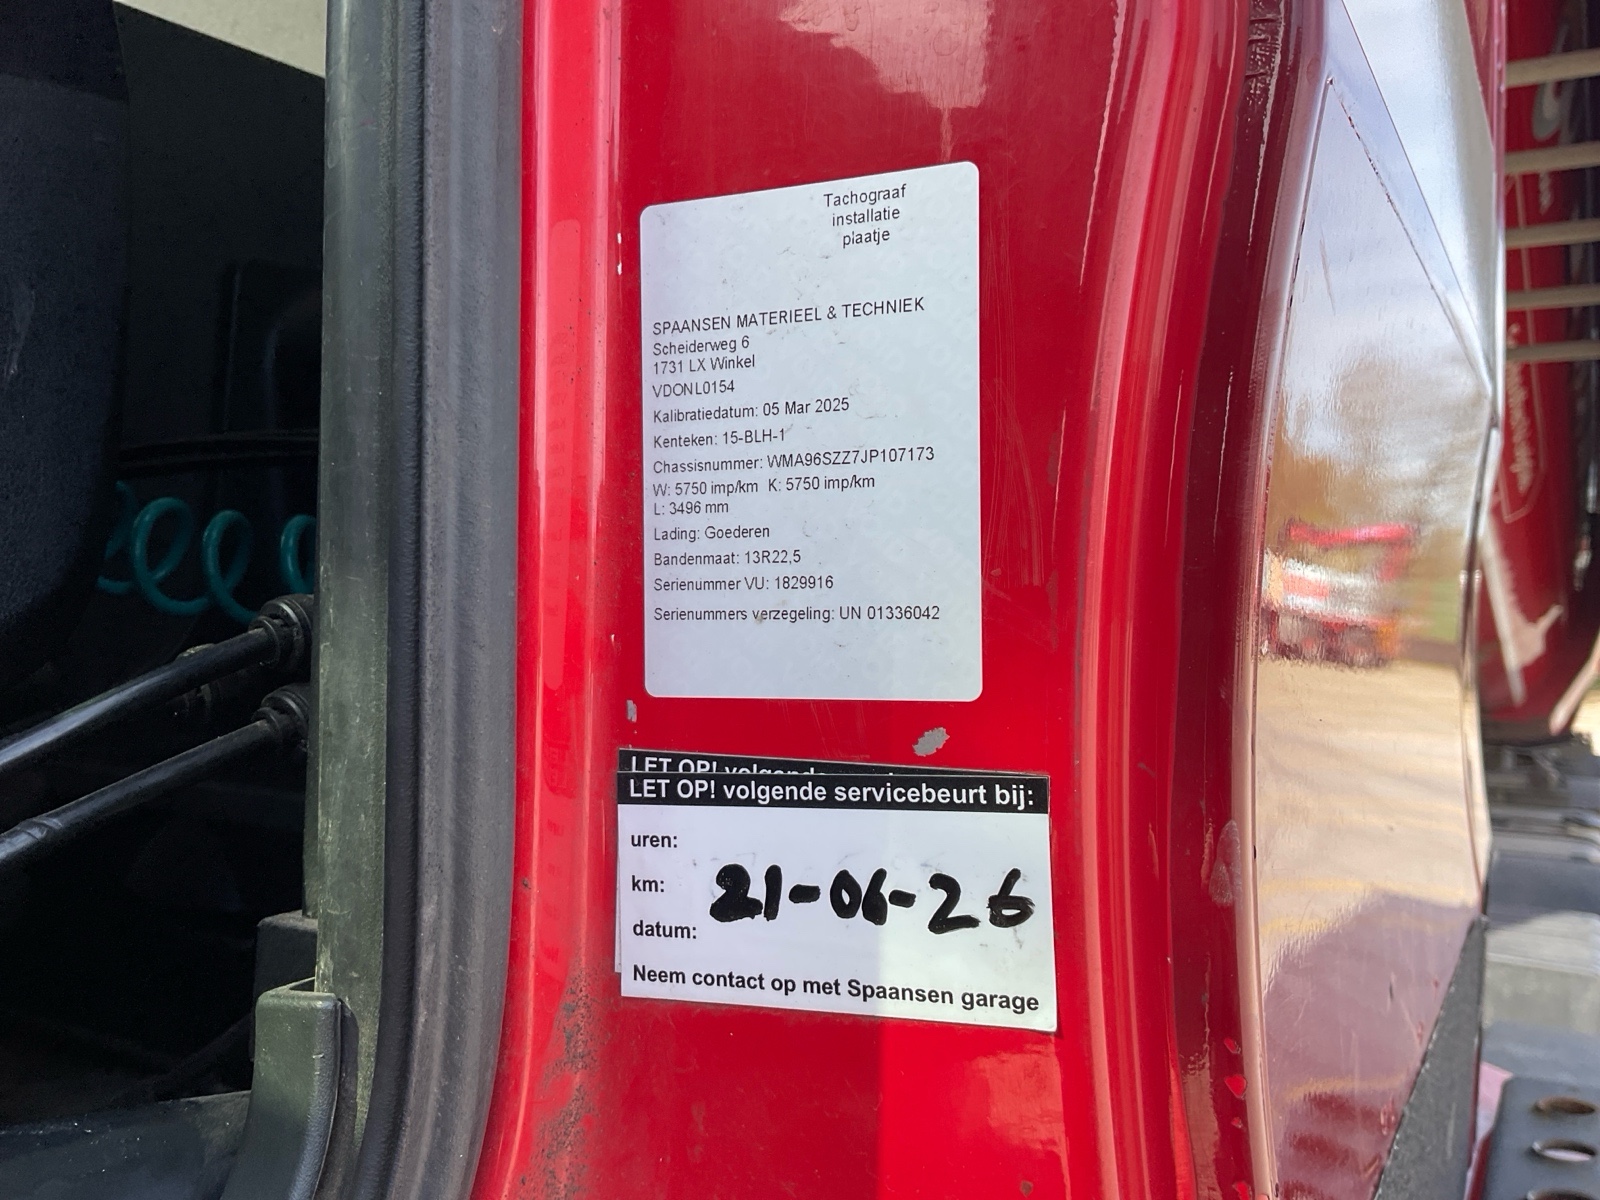 Tachograaf
installatie
plaatje
SPAANSEN MATERIEEL & TECHNIEK
Scheiderweg 6
1731 LX Winkel
VDONL0154
Kalibratiedatum: 05 Mar 2025
Kenteken: 15-BLH-1
Chassisnummer: WMA96SZZ7JP107173
W: 5750 imp/km K: 5750 imp/km
L: 3496 mm
Lading: Goederen
Bandenmaat: 13R22,5
Serienummer VU: 1829916
Serienummers verzegeling: UN 01336042
LET OP! volgende
LET OP! volgende servicebeurt bij:
uren:
km:
21-06-26
datum:
Neem contact op met Spaansen garage